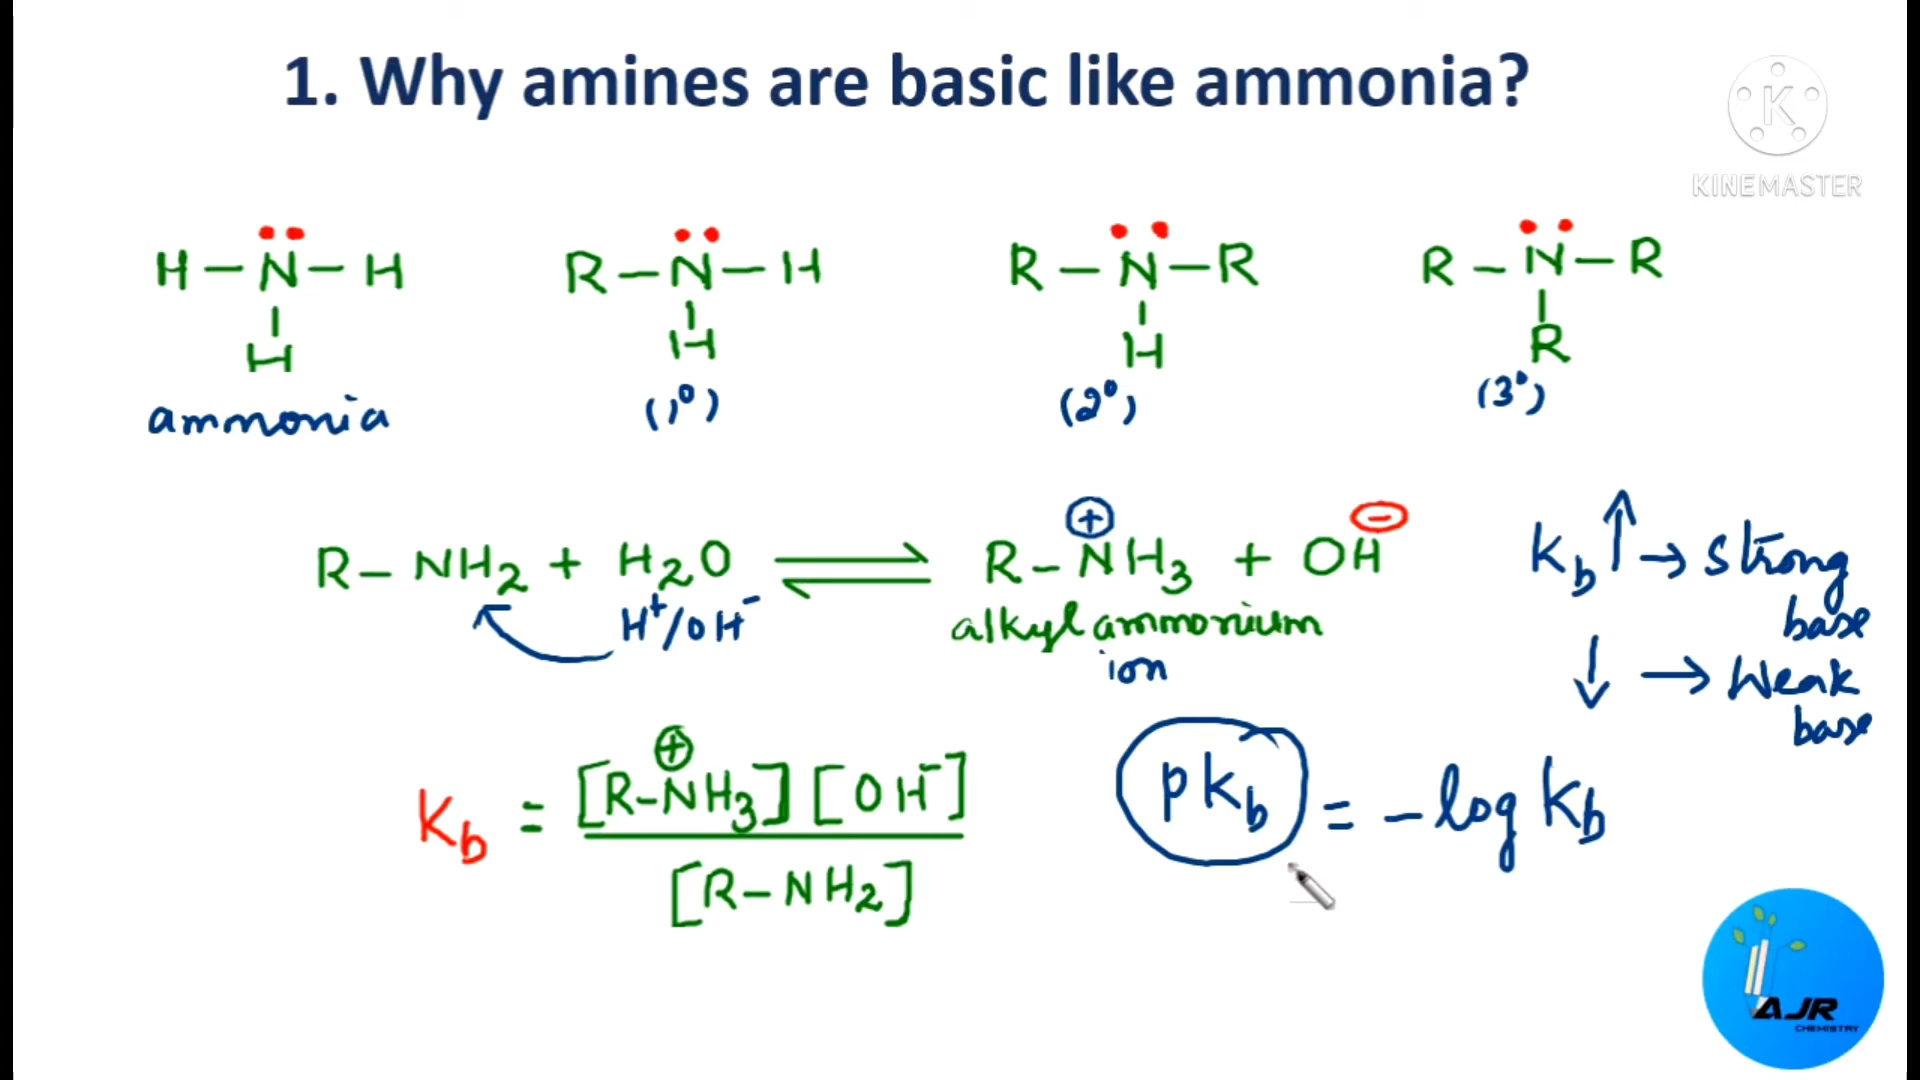 1. Why amines are basic like ammonia?
K
KINEMASTER
H – N̈ – H
H
ammonia
R – N̈ – H
H
(1°)
R – N̈ – R
H
(2°)
R – N̈ – R
R
(3°)
R – NH₂ + H₂O ⇌ R – N⊕H₃ + OH⊖
H⁺/OH⁻
alkyl ammonium
ion
Kb ↑ → Strong
base
↓ → Weak
base
Kb = [R–N⊕H₃] [OH⁻]
[R–NH₂]
pKb = – log Kb
AJR
CHEMISTRY